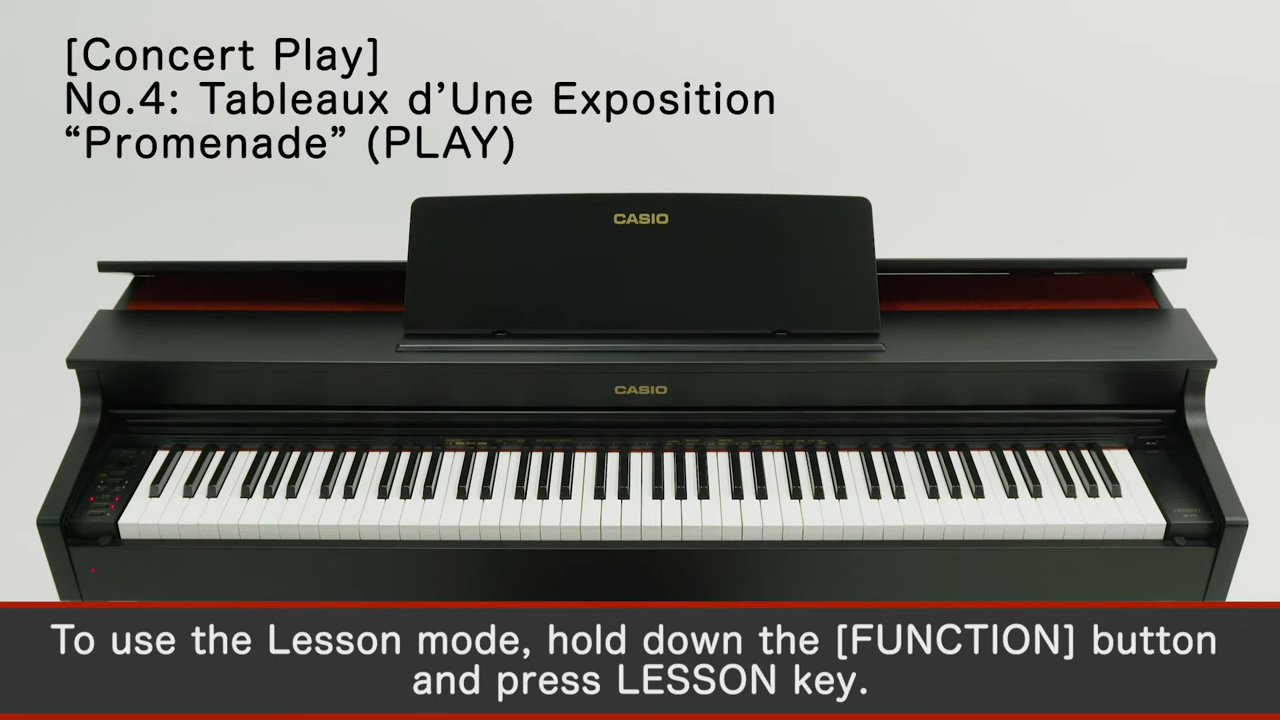 [Concert Play]
No.4: Tableaux d’Une Exposition
“Promenade” (PLAY)
CASIO
CASIO
To use the Lesson mode, hold down the [FUNCTION] button
and press LESSON key.